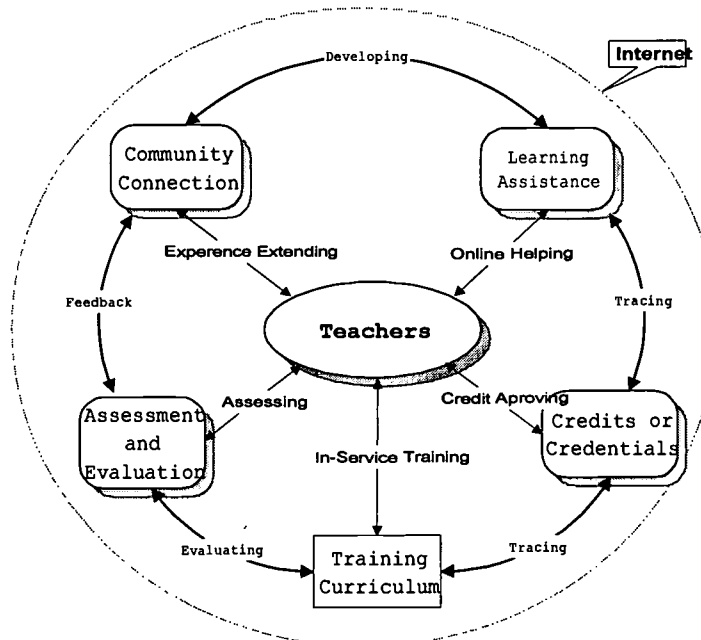 Developing
Internet
Community
Connection
Learning
Assistance
Experence Extending
Online Helping
Feedback
Teachers
Tracing
Assessing
Credit Aproving
Assessment
and
Evaluation
Credits or
Credentials
In-Service Training
Evaluating
Tracing
Training
Curriculum